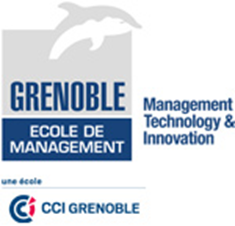 GRENOBLE
ECOLE DE
MANAGEMENT
Management
Technology &
Innovation
une école
CCI GRENOBLE